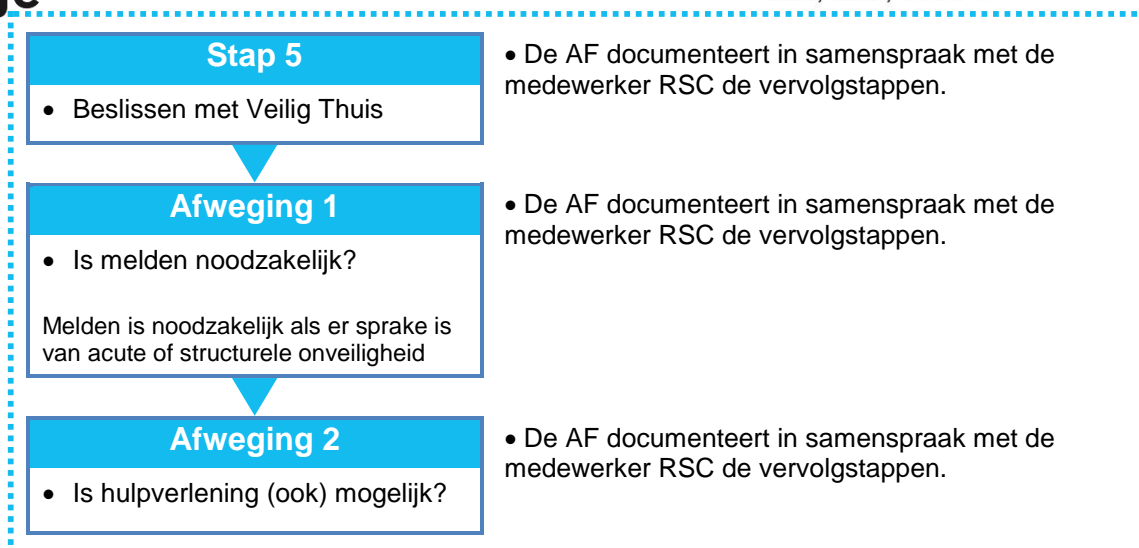 Stap 5
• Beslissen met Veilig Thuis
• De AF documenteert in samenspraak met de
medewerker RSC de vervolgstappen.
Afweging 1
• Is melden noodzakelijk?
Melden is noodzakelijk als er sprake is
van acute of structurele onveiligheid
• De AF documenteert in samenspraak met de
medewerker RSC de vervolgstappen.
Afweging 2
• Is hulpverlening (ook) mogelijk?
• De AF documenteert in samenspraak met de
medewerker RSC de vervolgstappen.